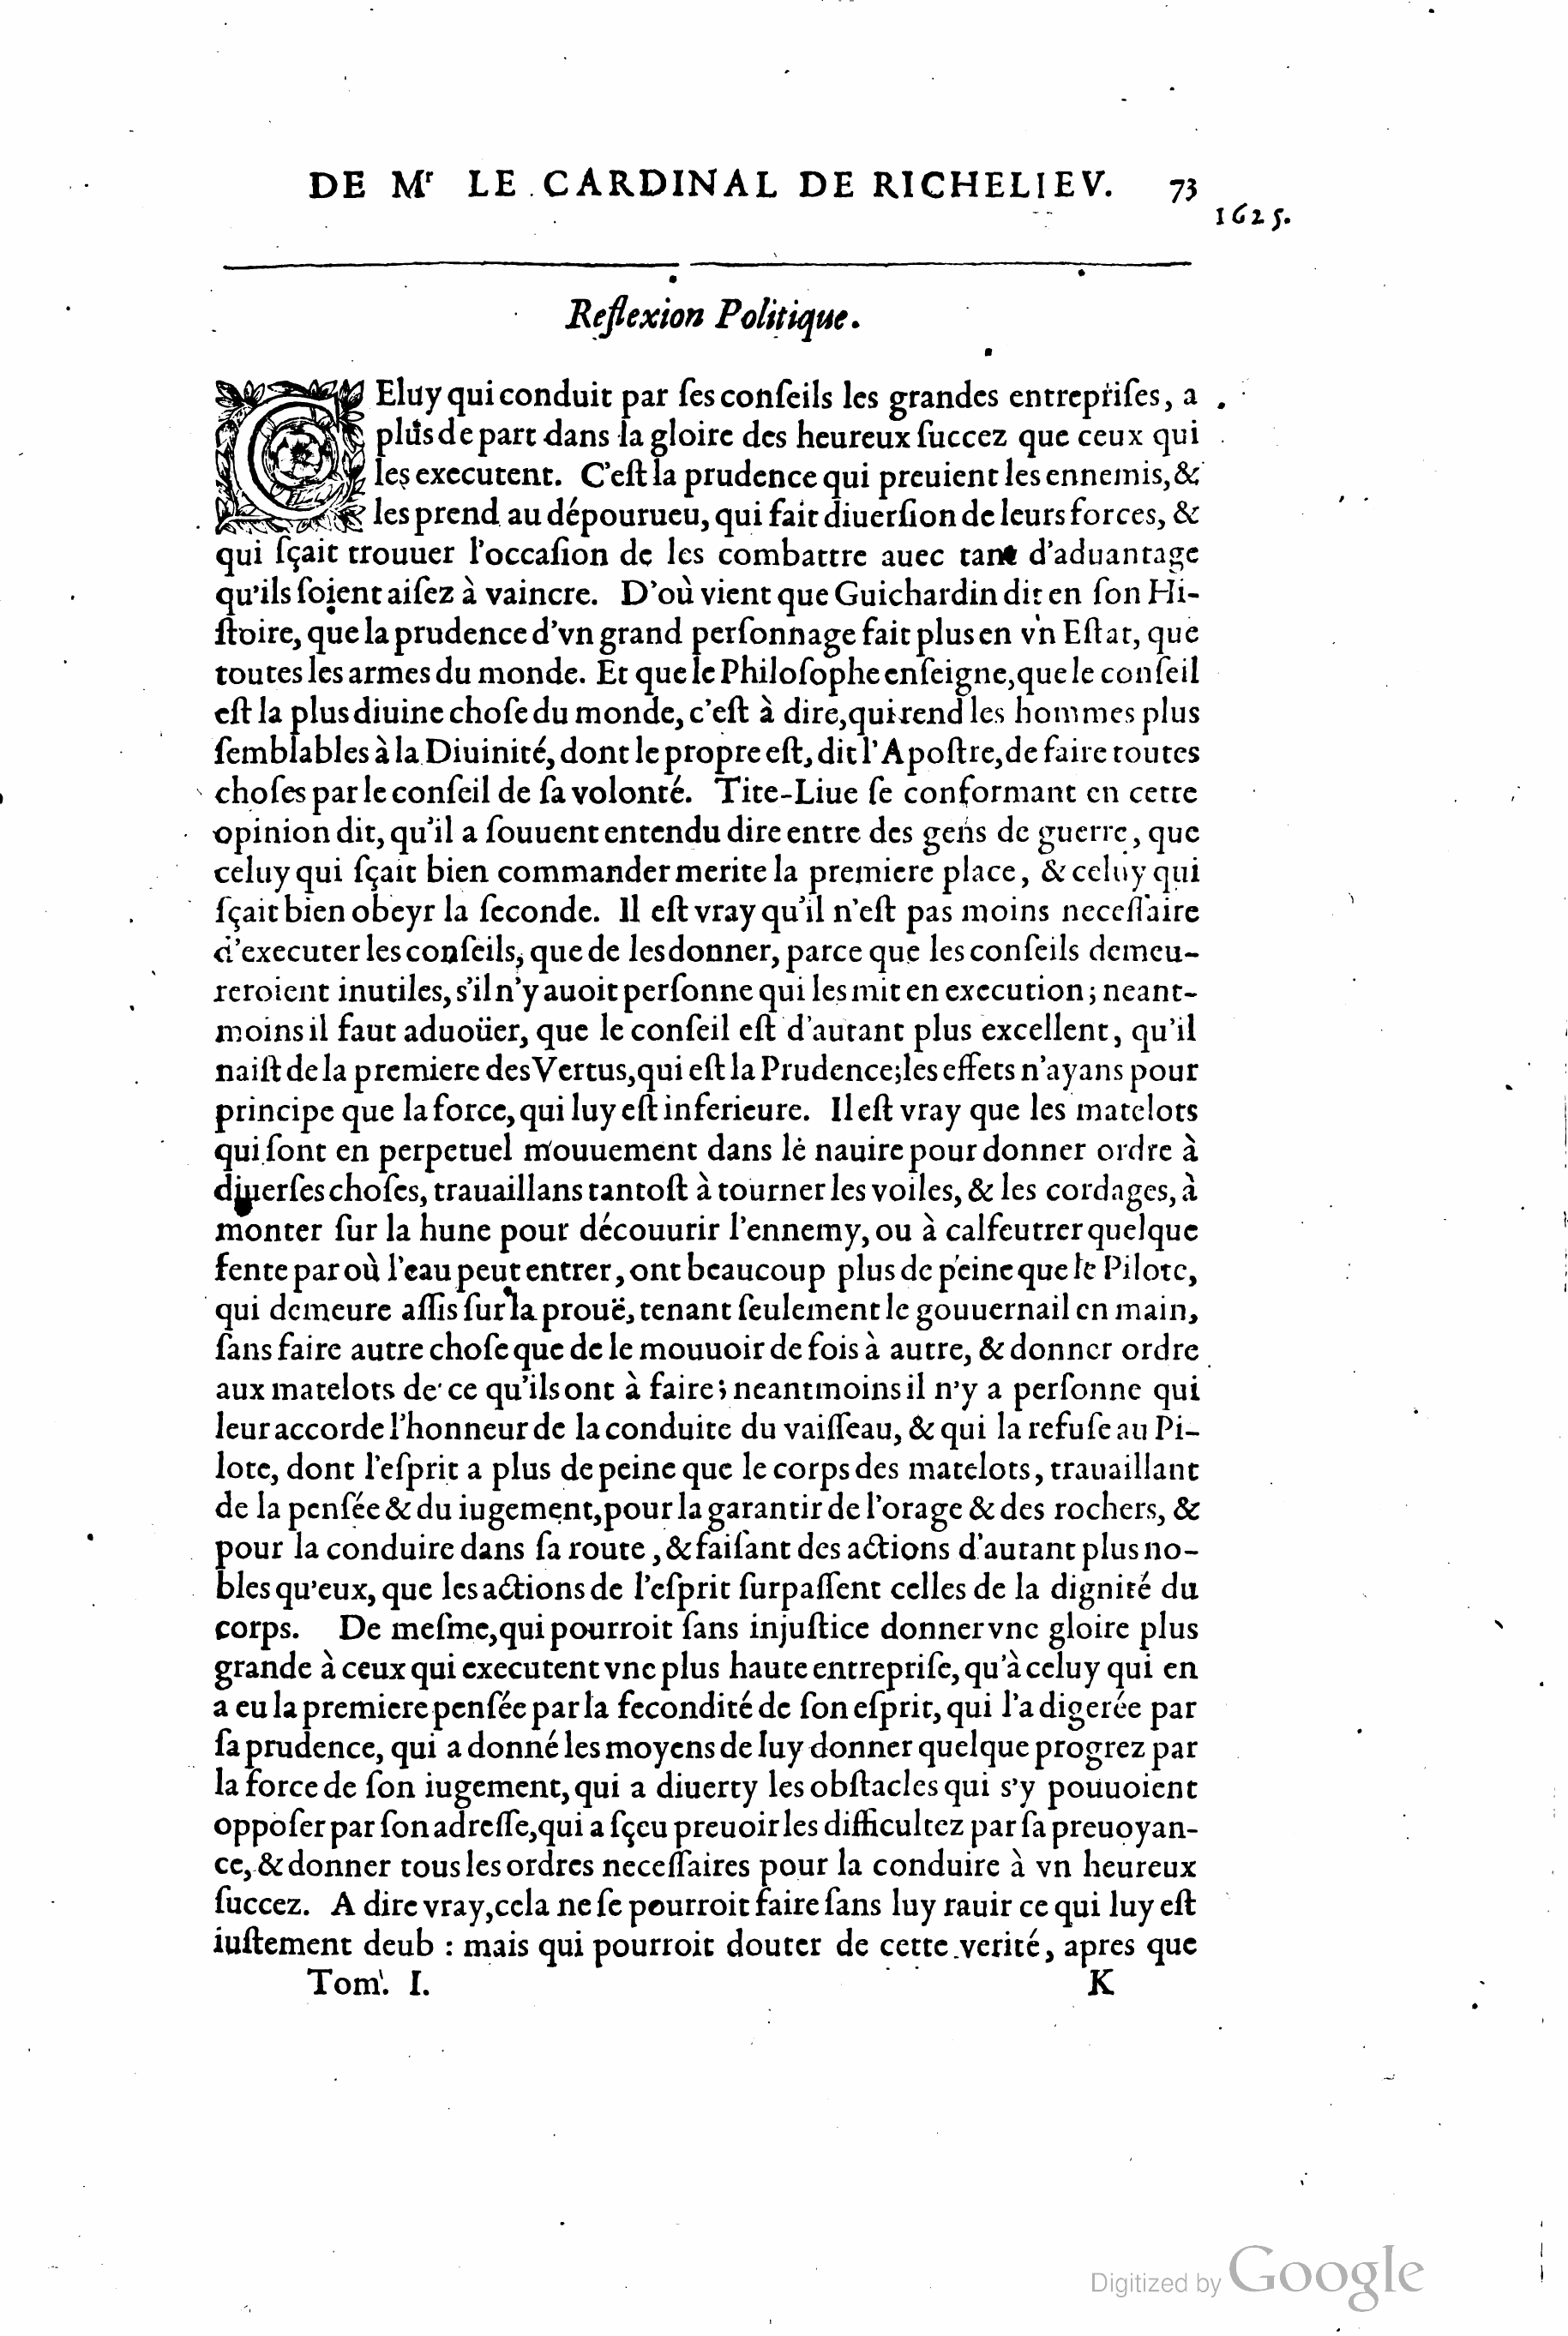 DE Mr LE CARDINAL DE RICHELIEV. 73
1625.
Reflexion Politique.
CEluy qui conduit par ſes conſeils les grandes entrepriſes, a
plus de part dans la gloire des heureux ſuccez que ceux qui
les executent. C'eſt la prudence qui preuient les ennemis, &
les prend au dépourueu, qui fait diuerſion de leurs forces, &
qui ſçait trouuer l'occaſion de les combattre auec tant d'aduantage
qu'ils ſoient aiſez à vaincre. D'où vient que Guichardin dit en ſon Hi-
ſtoire, que la prudence d'vn grand perſonnage fait plus en vn Eſtat, que
toutes les armes du monde. Et que le Philoſophe enſeigne, que le conſeil
eſt la plus diuine choſe du monde, c'eſt à dire, qui rend les hommes plus
ſemblables à la Diuinité, dont le propre eſt, dit l'Apoſtre, de faire toutes
choſes par le conſeil de ſa volonté. Tite-Liue ſe conformant en cette
opinion dit, qu'il a ſouuent entendu dire entre des gens de guerre, que
celuy qui ſçait bien commander merite la premiere place, & celuy qui
ſçait bien obeyr la ſeconde. Il eſt vray qu'il n'eſt pas moins neceſſaire
d'executer les conſeils, que de les donner, parce que les conſeils demeu-
reroient inutiles, s'il n'y auoit perſonne qui les mit en execution; neant-
moins il faut aduoüer, que le conſeil eſt d'autant plus excellent, qu'il
naiſt de la premiere des Vertus, qui eſt la Prudence; les effets n'ayans pour
principe que la force, qui luy eſt inferieure. Il eſt vray que les matelots
qui ſont en perpetuel mouuement dans le nauire pour donner ordre à
diuerſes choſes, trauaillans tantoſt à tourner les voiles, & les cordages, à
monter ſur la hune pour découurir l'ennemy, ou à calfeutrer quelque
fente par où l'eau peut entrer, ont beaucoup plus de peine que le Pilote,
qui demeure aſſis ſur la prouë, tenant ſeulement le gouuernail en main,
ſans faire autre choſe que de le mouuoir de fois à autre, & donner ordre
aux matelots de ce qu'ils ont à faire; neantmoins il n'y a perſonne qui
leur accorde l'honneur de la conduite du vaiſſeau, & qui la refuſe au Pi-
lote, dont l'eſprit a plus de peine que le corps des matelots, trauaillant
de la penſée & du iugement, pour la garantir de l'orage & des rochers, &
pour la conduire dans ſa route, & faiſant des actions d'autant plus no-
bles qu'eux, que les actions de l'eſprit ſurpaſſent celles de la dignité du
corps. De meſme, qui pourroit ſans injuſtice donner vne gloire plus
grande à ceux qui executent vne plus haute entrepriſe, qu'à celuy qui en
a eu la premiere penſée par la fecondité de ſon eſprit, qui l'a digerée par
ſa prudence, qui a donné les moyens de luy donner quelque progrez par
la force de ſon iugement, qui a diuerty les obſtacles qui s'y pouuoient
oppoſer par ſon adreſſe, qui a ſçeu preuoir les difficultez par ſa preuoyan-
ce, & donner tous les ordres neceſſaires pour la conduire à vn heureux
ſuccez. A dire vray, cela ne ſe pourroit faire ſans luy rauir ce qui luy eſt
iuſtement deub : mais qui pourroit douter de cette verité, apres que
Tom. I. K
Digitized by Google